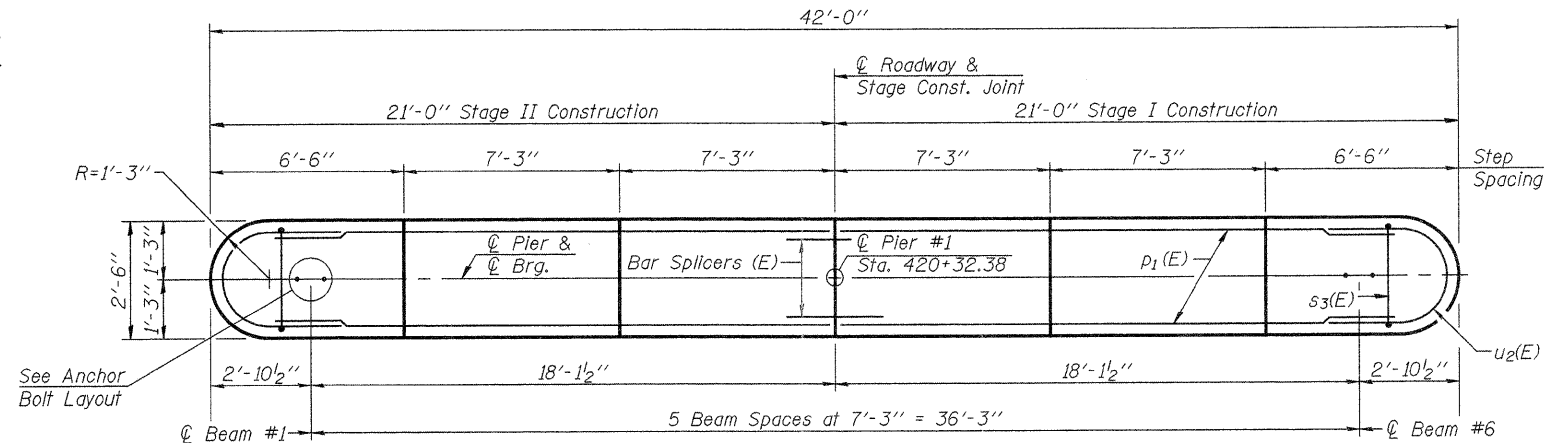 42'-0"
℄ Roadway &
Stage Const. Joint
21'-0" Stage II Construction
21'-0" Stage I Construction
6'-6"
7'-3"
7'-3"
7'-3"
7'-3"
6'-6"
Step
Spacing
R=1'-3"
2'-6"
1'-3"
1'-3"
℄ Pier &
℄ Brg.
Bar Splicers (E)
℄ Pier #1
Sta. 420+32.38
p1(E)
s3(E)
u2(E)
See Anchor
Bolt Layout
2'-10½"
18'-1½"
18'-1½"
2'-10½"
5 Beam Spaces at 7'-3" = 36'-3"
℄ Beam #1
℄ Beam #6